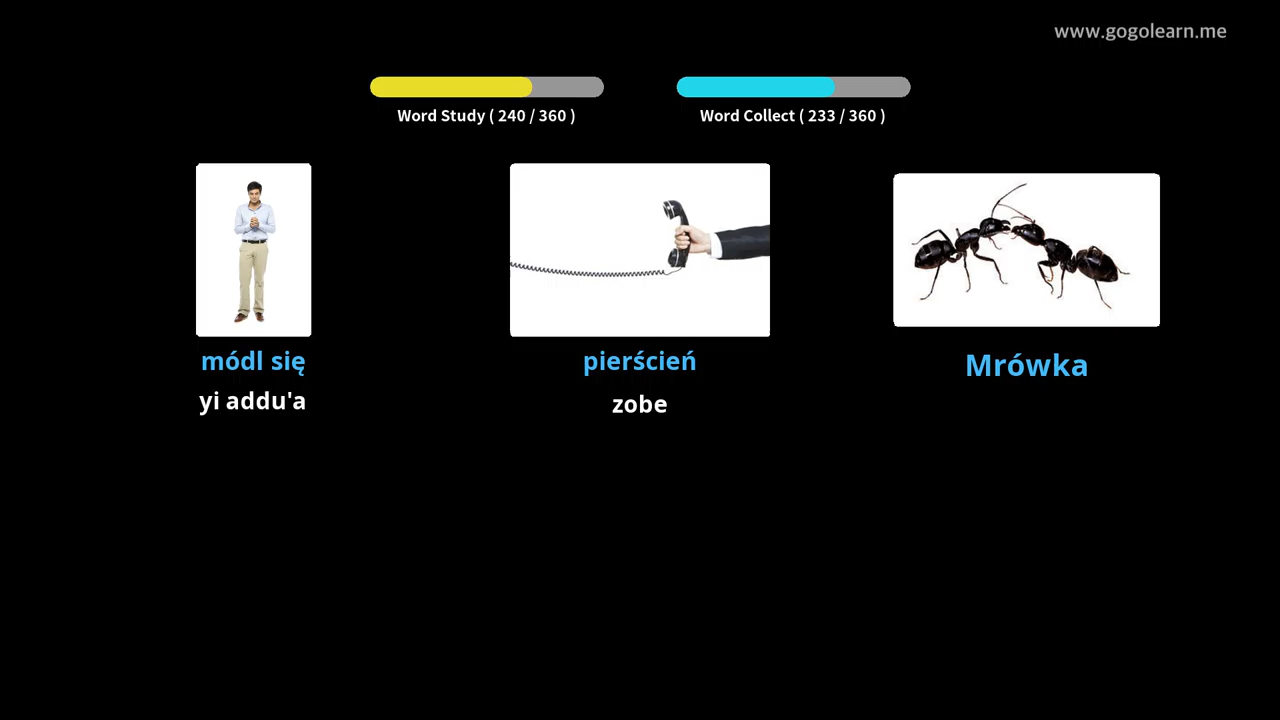 www.gogolearn.me
Word Study ( 240 / 360 )
Word Collect ( 233 / 360 )
módl się
yi addu'a
pierścień
zobe
Mrówka